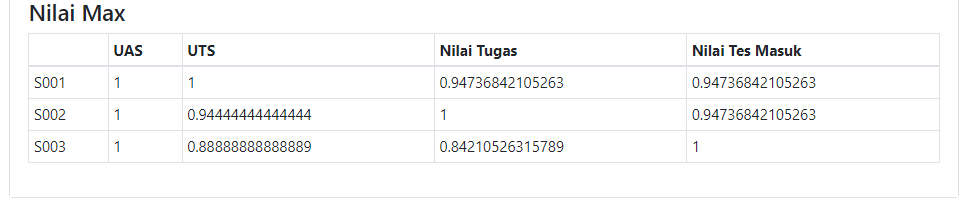 Nilai Max
UAS UTS Nilai Tugas Nilai Tes Masuk
S001 1 1 0.94736842105263 0.94736842105263
S002 1 0.94444444444444 1 0.94736842105263
S003 1 0.88888888888889 0.84210526315789 1